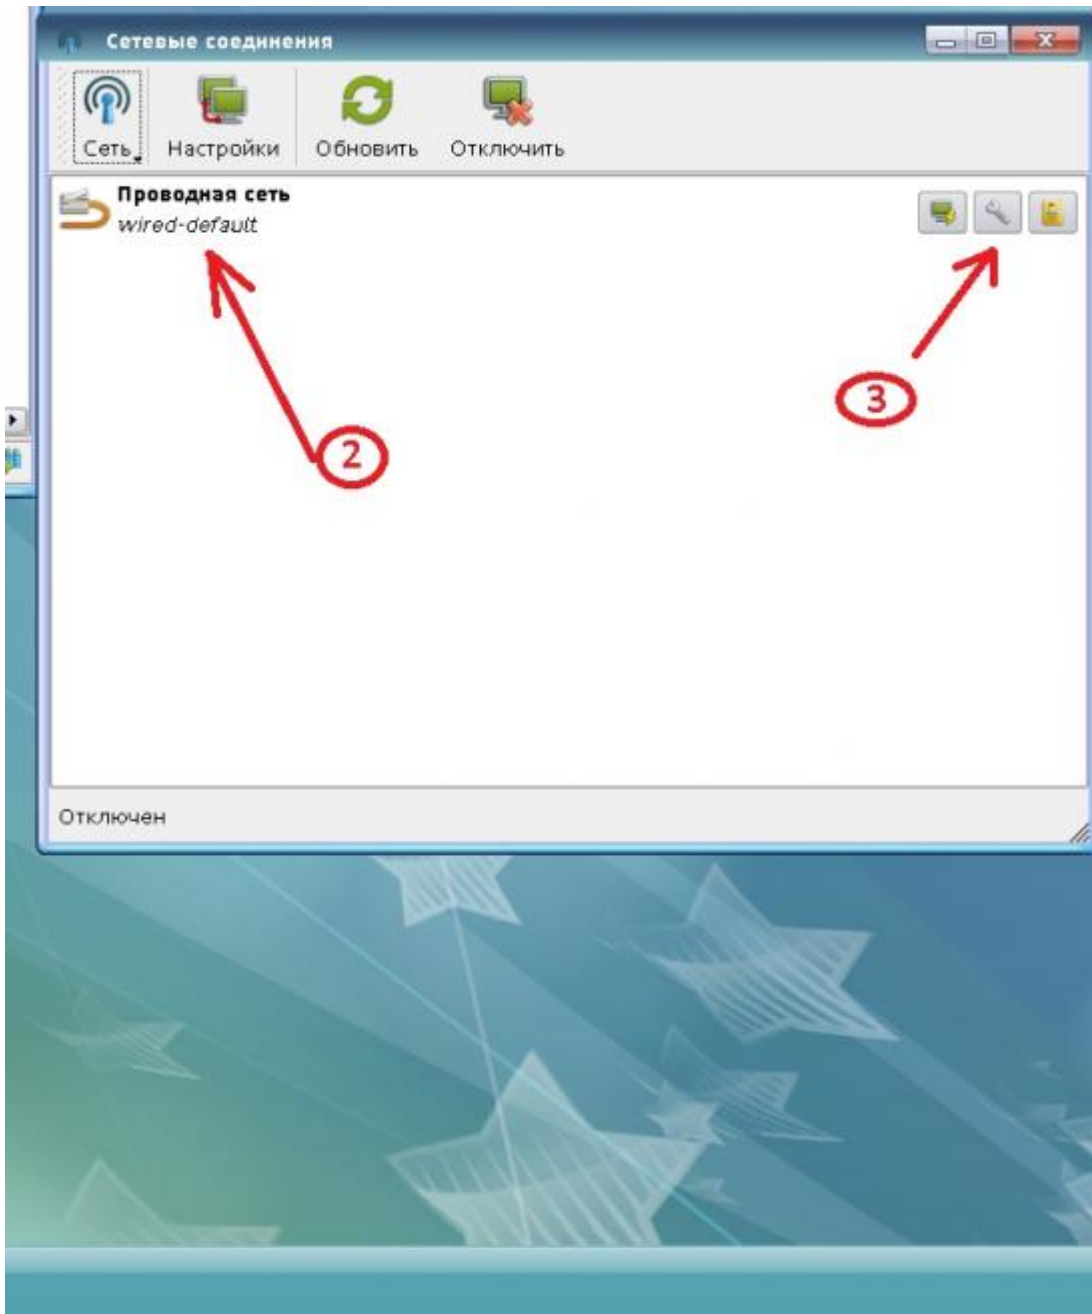 Сетевые соединения
Сеть Настройки Обновить Отключить
Проводная сеть
wired-default
3
2
Отключен